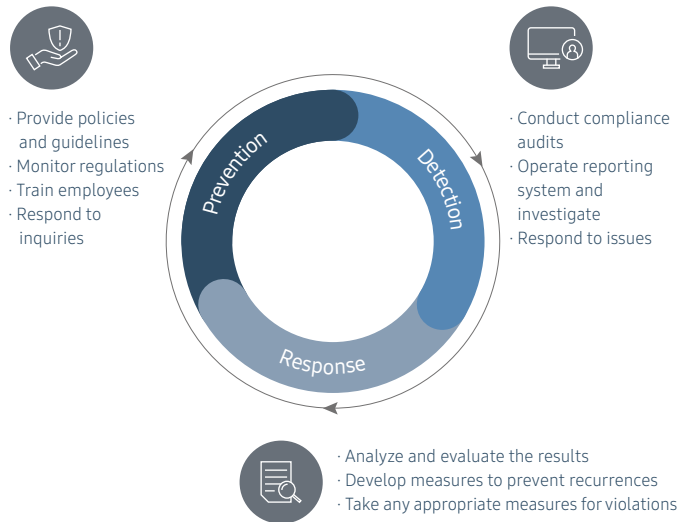 · Provide policies
and guidelines
· Monitor regulations
· Train employees
· Respond to
inquiries
Prevention
Detection
· Conduct compliance
audits
· Operate reporting
system and
investigate
· Respond to issues
Response
· Analyze and evaluate the results
· Develop measures to prevent recurrences
· Take any appropriate measures for violations